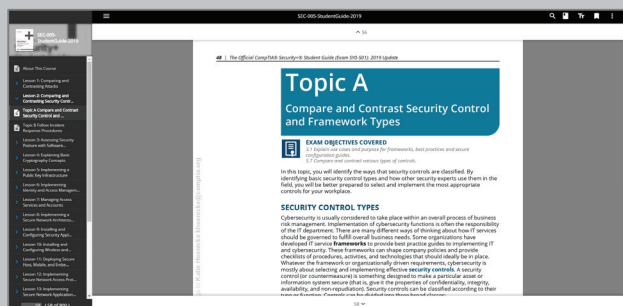 SEC-005-StudentGuide-2019
SEC-005-
StudentGuide-2019
About This Course
Lesson 1: Comparing and
Contrasting Attacks
Lesson 2: Comparing and
Contrasting Security Contr...
Topic A Compare and Contrast
Security Control and ...
Topic B Follow Incident
Response Procedures
Lesson 3: Assessing Security
Posture with Software...
Lesson 4: Explaining Basic
Cryptography Concepts
Lesson 5: Implementing a
Public Key Infrastructure
Lesson 6: Implementing
Identity and Access Managem...
Lesson 7: Managing Access
Services and Accounts
Lesson 8: Implementing a
Secure Network Architectu...
Lesson 9: Installing and
Configuring Security Appl...
Lesson 10: Installing and
Configuring Wireless and...
Lesson 11: Deploying Secure
Host, Mobile, and Embe...
Lesson 12: Implementing
Secure Network Access Prot...
Lesson 13: Implementing
Secure Network Application...
56
48 | The Official CompTIA® Security+® Student Guide (Exam SY0-501): 2019 Update
Topic A
Compare and Contrast Security Control
and Framework Types
EXAM OBJECTIVES COVERED
3.1 Explain use cases and purpose for frameworks, best practices and secure
configuration guides.
5.7 Compare and contrast various types of controls.
In this topic, you will identify the ways that security controls are classified. By
identifying basic security control types and how other security experts use them in the
field, you will be better prepared to select and implement the most appropriate
controls for your workplace.
SECURITY CONTROL TYPES
Cybersecurity is usually considered to take place within an overall process of business
risk management. Implementation of cybersecurity functions is often the responsibility
of the IT department. There are many different ways of thinking about how IT services
should be governed to fulfill overall business needs. Some organizations have
developed IT service frameworks to provide best practice guides to implementing IT
and cybersecurity. These frameworks can shape company policies and provide
checklists of procedures, activities, and technologies that should ideally be in place.
Whatever the framework or organizationally driven requirements, cybersecurity is
mostly about selecting and implementing effective security controls. A security
control (or countermeasure) is something designed to make a particular asset or
information system secure (that is, give it the properties of confidentiality, integrity,
availability, and non-repudiation). Security controls can be classified according to their
58